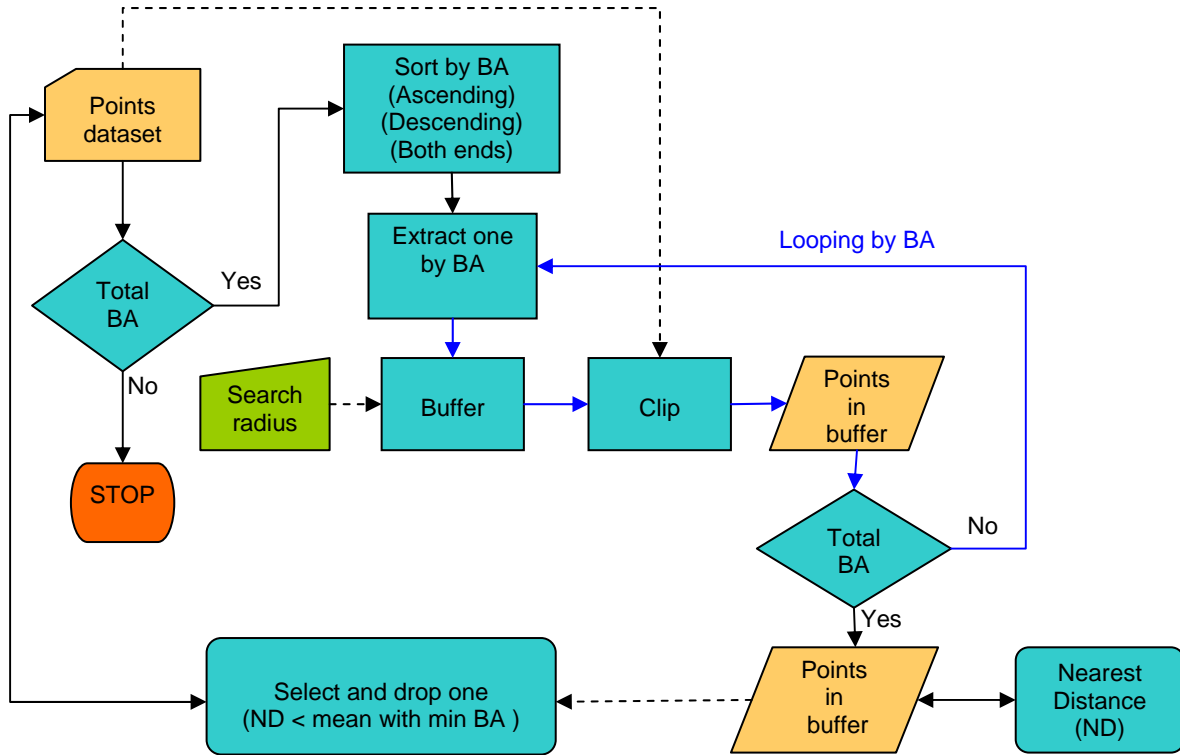 Points
dataset
Sort by BA
(Ascending)
(Descending)
(Both ends)
Extract one
by BA
Looping by BA
Total
BA
Yes
No
STOP
Search
radius
Buffer
Clip
Points
in
buffer
Total
BA
No
Yes
Select and drop one
(ND < mean with min BA )
Points
in
buffer
Nearest
Distance
(ND)